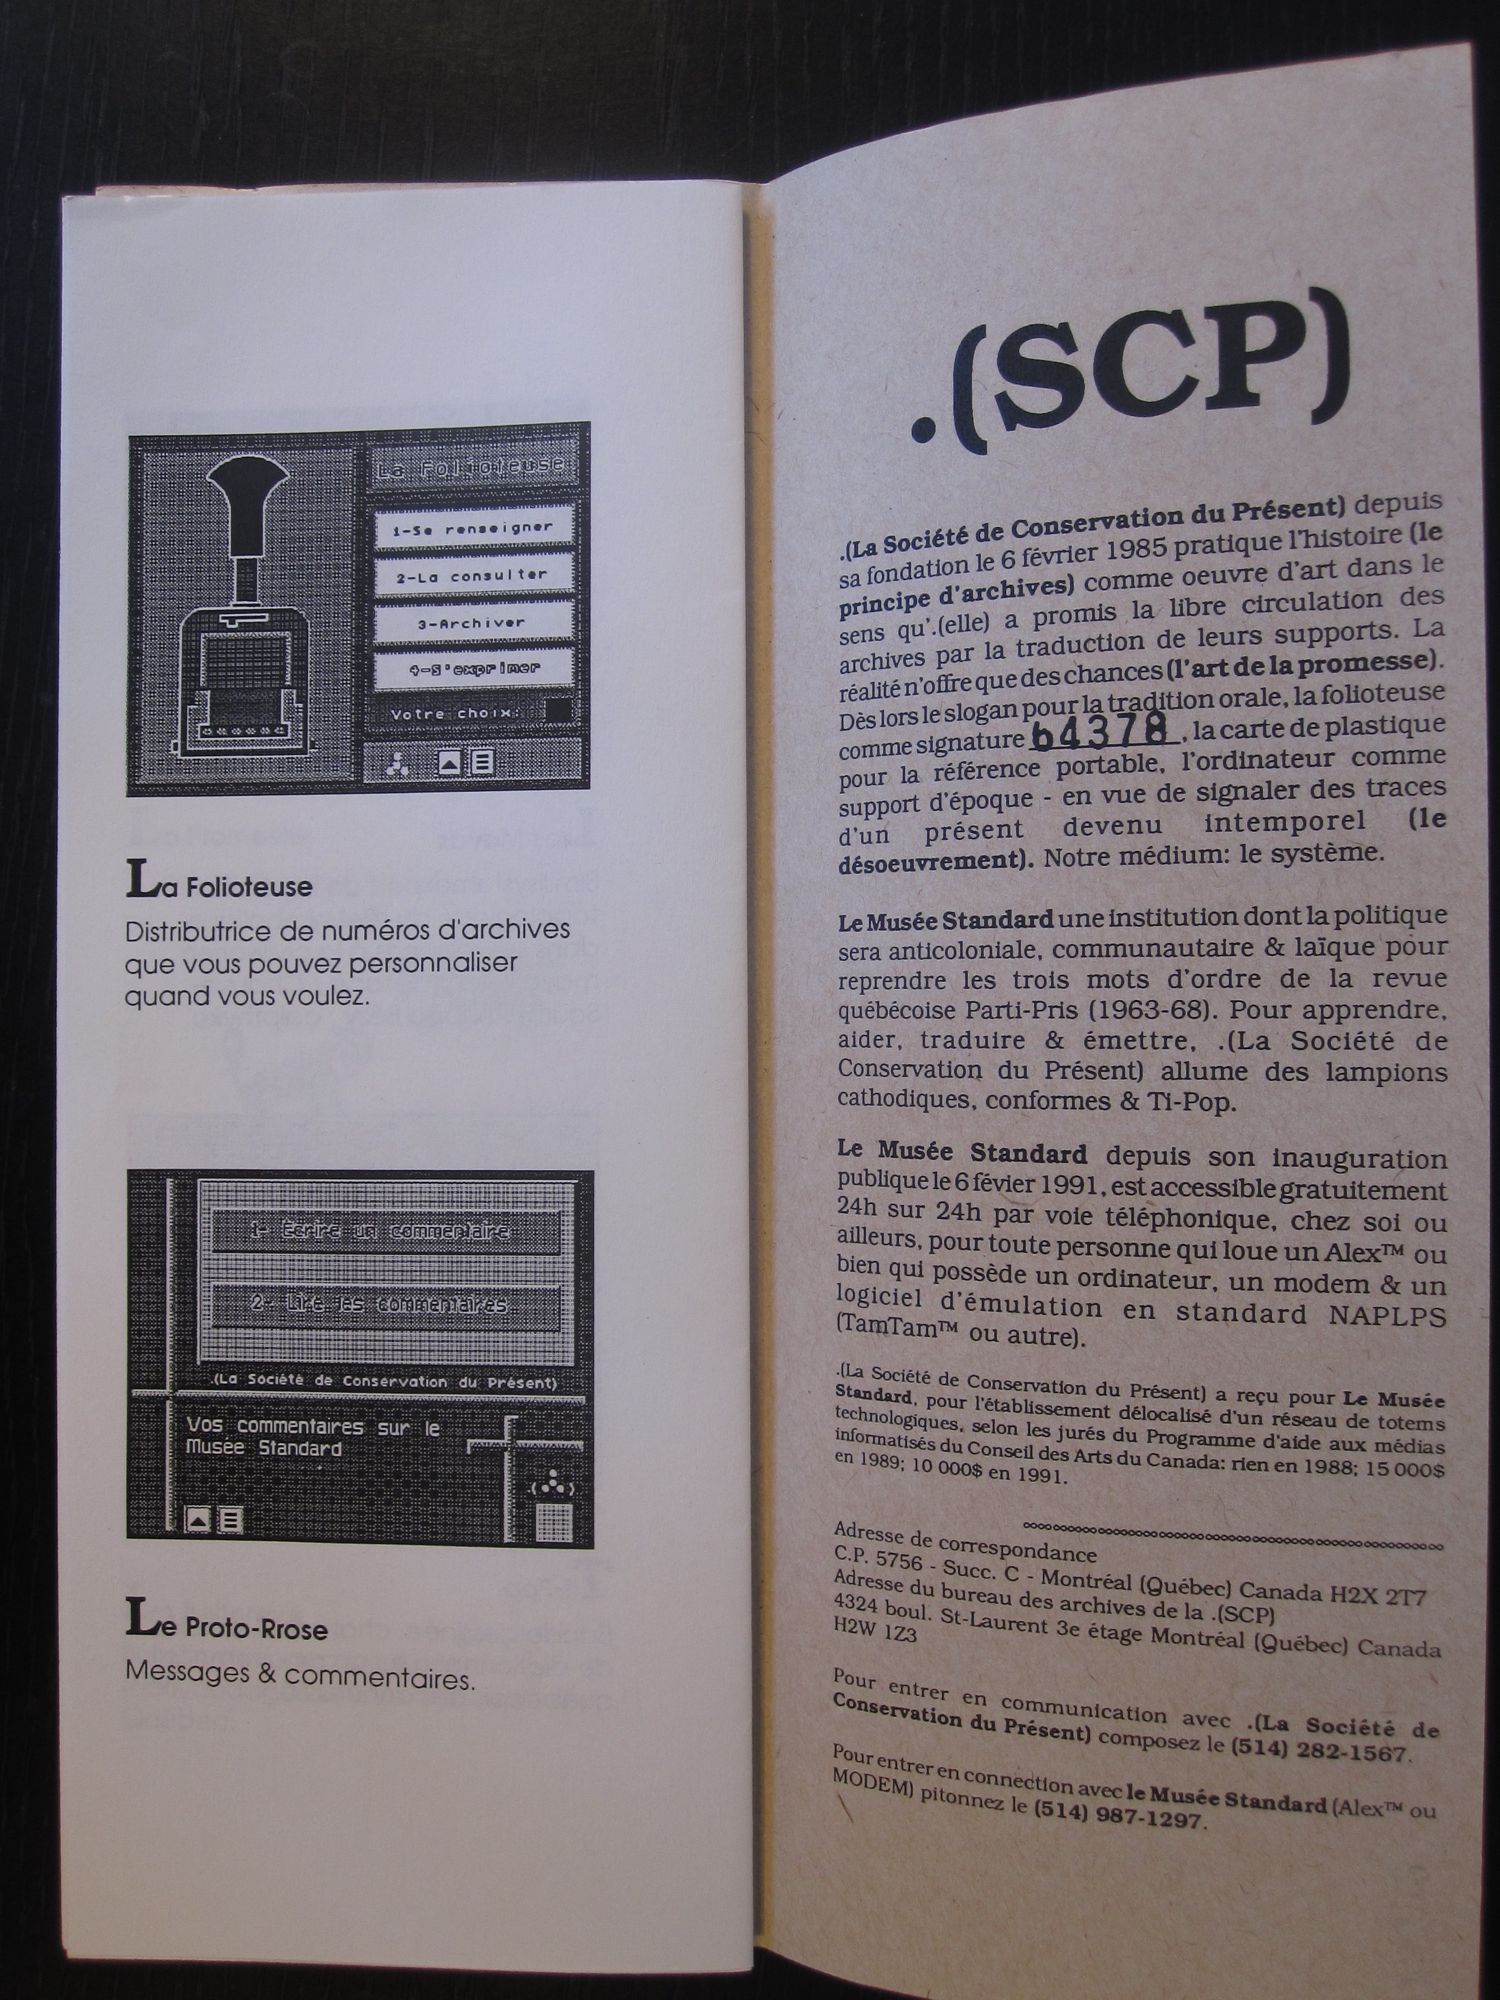 La Folioteuse
1-Se renseigner
2-La consulter
3-Archiver
4-S'exprimer
Votre choix:
La Folioteuse
Distributrice de numéros d'archives
que vous pouvez personnaliser
quand vous voulez.
1- Écrire un commentaire
2- Lire les commentaires
.(La Société de Conservation du Présent)
Vos commentaires sur le
Musée Standard
Le Proto-Rrose
Messages & commentaires.
.(SCP)
.(La Société de Conservation du Présent) depuis
sa fondation le 6 février 1985 pratique l'histoire (le
principe d'archives) comme oeuvre d'art dans le
sens qu'.(elle) a promis la libre circulation des
archives par la traduction de leurs supports. La
réalité n'offre que des chances (l'art de la promesse).
Dès lors le slogan pour la tradition orale, la folioteuse
comme signature 64378, la carte de plastique
pour la référence portable, l'ordinateur comme
support d'époque - en vue de signaler des traces
d'un présent devenu intemporel (le
désoeuvrement). Notre médium: le système.
Le Musée Standard une institution dont la politique
sera anticoloniale, communautaire & laïque pour
reprendre les trois mots d'ordre de la revue
québécoise Parti-Pris (1963-68). Pour apprendre,
aider, traduire & émettre, .(La Société de
Conservation du Présent) allume des lampions
cathodiques, conformes & Ti-Pop.
Le Musée Standard depuis son inauguration
publique le 6 févier 1991, est accessible gratuitement
24h sur 24h par voie téléphonique, chez soi ou
ailleurs, pour toute personne qui loue un Alex™ ou
bien qui possède un ordinateur, un modem & un
logiciel d'émulation en standard NAPLPS
(TamTam™ ou autre).
.(La Société de Conservation du Présent) a reçu pour Le Musée
Standard, pour l'établissement délocalisé d'un réseau de totems
technologiques, selon les jurés du Programme d'aide aux médias
informatisés du Conseil des Arts du Canada: rien en 1988; 15 000$
en 1989; 10 000$ en 1991.
Adresse de correspondance
C.P. 5756 - Succ. C - Montréal (Québec) Canada H2X 2T7
Adresse du bureau des archives de la .(SCP)
4324 boul. St-Laurent 3e étage Montréal (Québec) Canada
H2W 1Z3
Pour entrer en communication avec .(La Société de
Conservation du Présent) composez le (514) 282-1567.
Pour entrer en connection avec le Musée Standard (Alex™ ou
MODEM) pitonnez le (514) 987-1297.